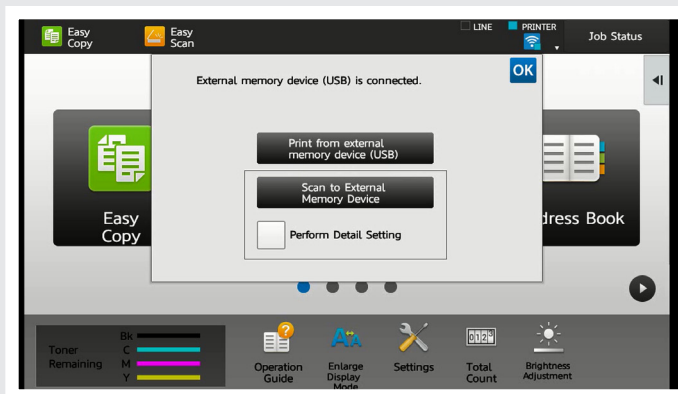 Easy
Copy
Easy
Scan
LINE
PRINTER
Job Status
External memory device (USB) is connected.
OK
Print from external
memory device (USB)
Scan to External
Memory Device
Perform Detail Setting
Easy
Copy
dress Book
Toner
Remaining
Bk
C
M
Y
Operation
Guide
Enlarge
Display
Mode
Settings
Total
Count
Brightness
Adjustment